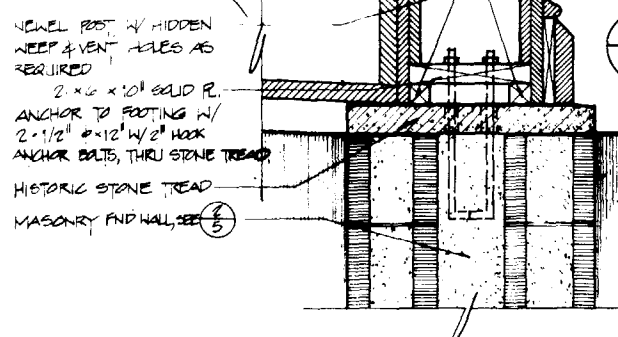 NEWEL POST W/ HIDDEN
WEEP & VENT HOLES AS
REQUIRED
2 × 6 × 10" SOLID PL.
ANCHOR TO FOOTING W/
2 - 1/2" φ × 12" W/ 2" HOOK
ANCHOR BOLTS, THRU STONE TREAD
HISTORIC STONE TREAD
MASONRY FND WALL, SEE 2/5